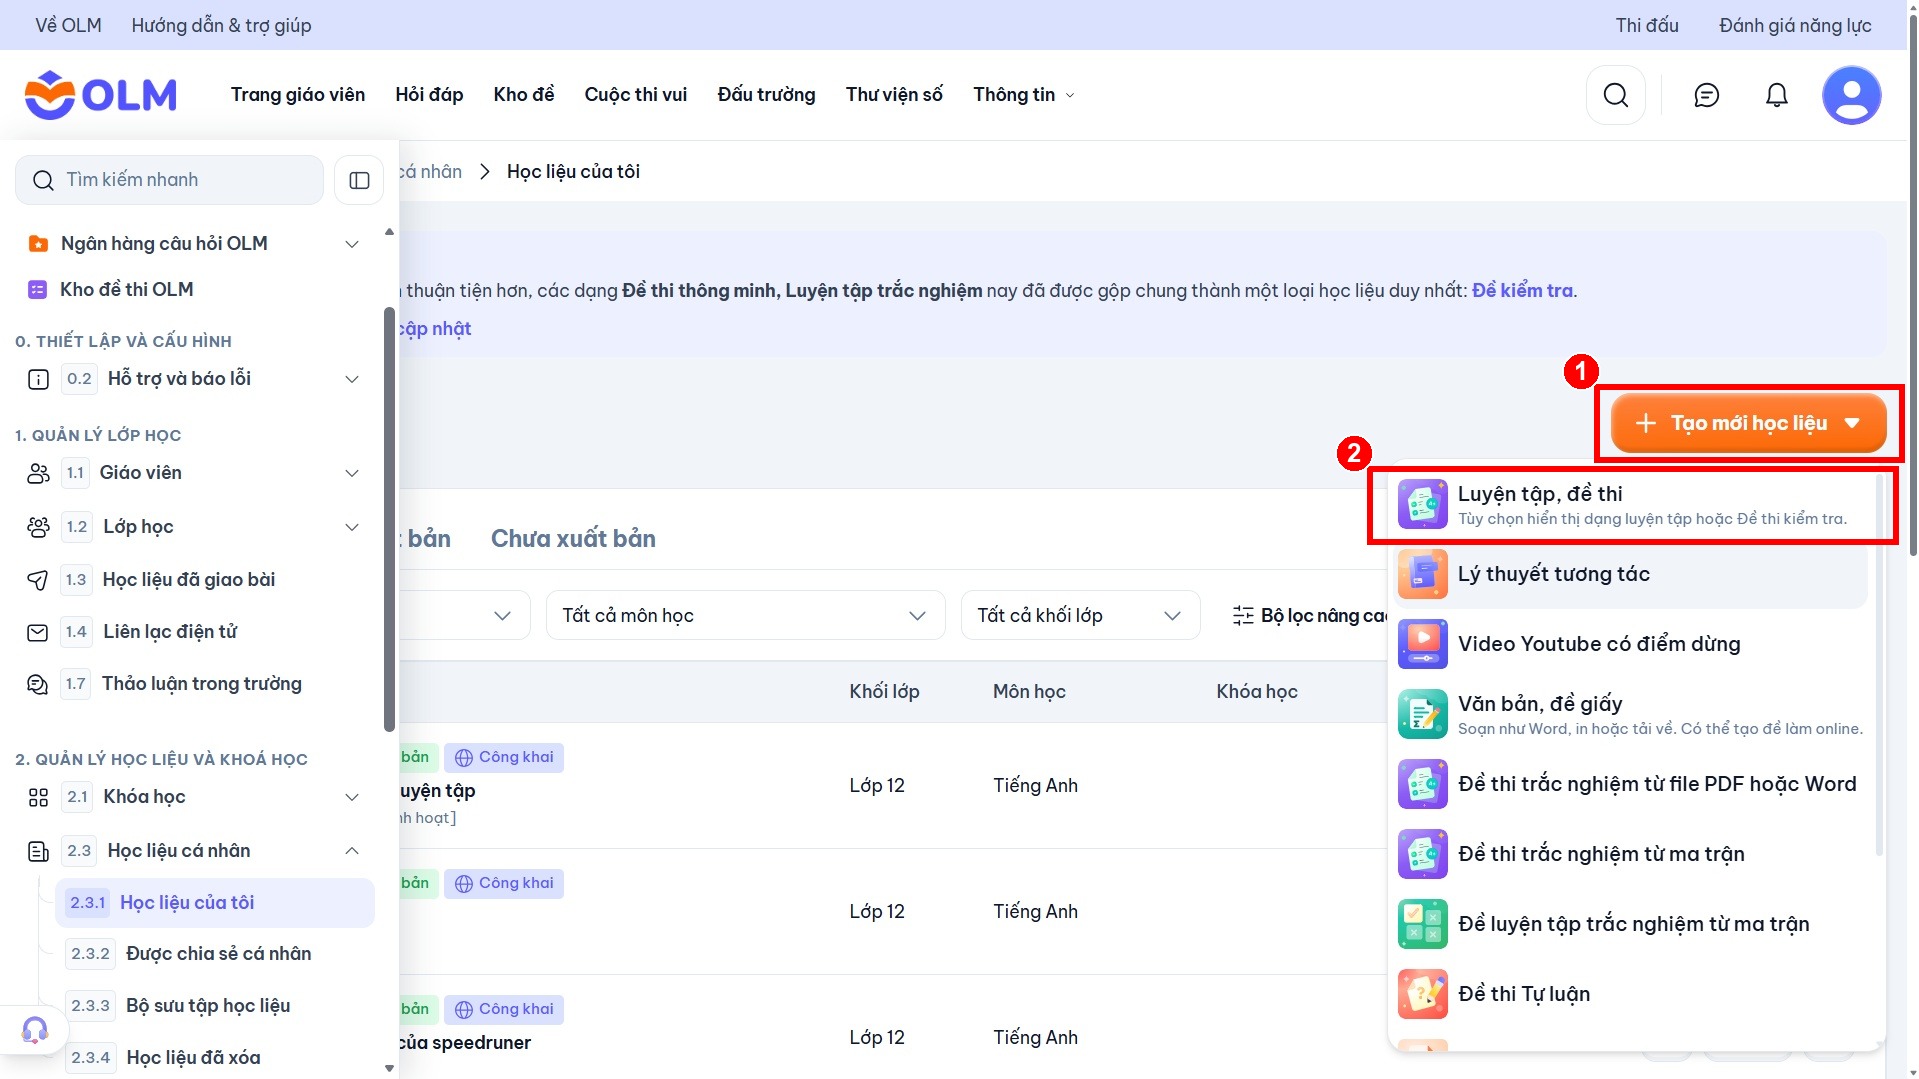 Về OLM
Hướng dẫn & trợ giúp
Thi đấu
Đánh giá năng lực
OLM
Trang giáo viên
Hỏi đáp
Kho đề
Cuộc thi vui
Đấu trường
Thư viện số
Thông tin
Tìm kiếm nhanh
cá nhân
Học liệu của tôi
Ngân hàng câu hỏi OLM
Kho đề thi OLM
0. THIẾT LẬP VÀ CẤU HÌNH
0.2 Hỗ trợ và báo lỗi
1. QUẢN LÝ LỚP HỌC
1.1 Giáo viên
1.2 Lớp học
1.3 Học liệu đã giao bài
1.4 Liên lạc điện tử
1.7 Thảo luận trong trường
2. QUẢN LÝ HỌC LIỆU VÀ KHOÁ HỌC
2.1 Khóa học
2.3 Học liệu cá nhân
2.3.1 Học liệu của tôi
2.3.2 Được chia sẻ cá nhân
2.3.3 Bộ sưu tập học liệu
2.3.4 Học liệu đã xóa
thuận tiện hơn, các dạng Đề thi thông minh, Luyện tập trắc nghiệm nay đã được gộp chung thành một loại học liệu duy nhất: Đề kiểm tra.
cập nhật
1
Tạo mới học liệu
2
Luyện tập, đề thi
Tùy chọn hiển thị dạng luyện tập hoặc Đề thi kiểm tra.
Lý thuyết tương tác
Video Youtube có điểm dừng
Văn bản, đề giấy
Soạn như Word, in hoặc tải về. Có thể tạo đề làm online.
Đề thi trắc nghiệm từ file PDF hoặc Word
Đề thi trắc nghiệm từ ma trận
Đề luyện tập trắc nghiệm từ ma trận
Đề thi Tự luận
bản
Chưa xuất bản
Tất cả môn học
Tất cả khối lớp
Bộ lọc nâng cao
Khối lớp
Môn học
Khóa học
bản
Công khai
uyện tập
nh hoạt]
Lớp 12
Tiếng Anh
bản
Công khai
Lớp 12
Tiếng Anh
bản
Công khai
của speedruner
Lớp 12
Tiếng Anh